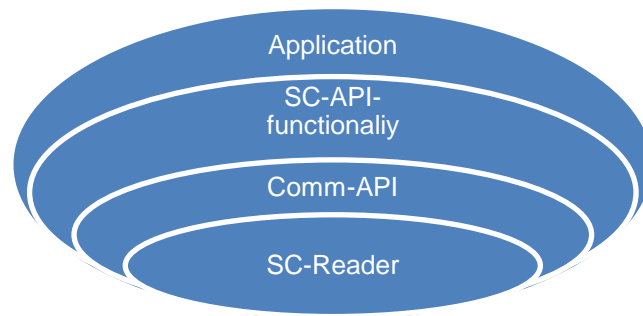 Application
SC-API-
functionaliy
Comm-API
SC-Reader